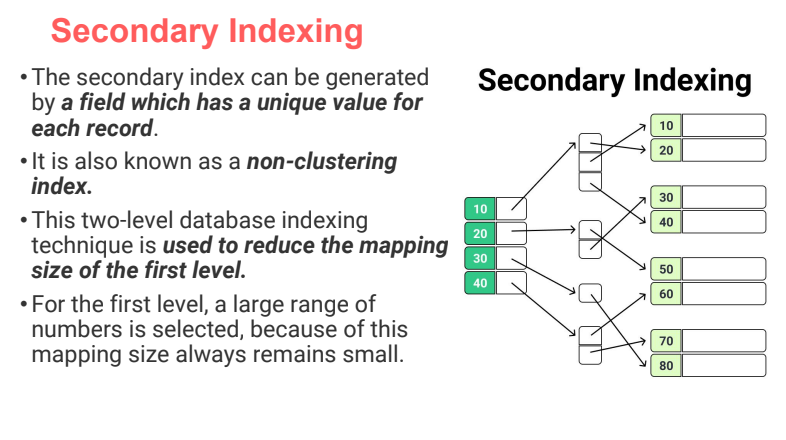 Secondary Indexing
• The secondary index can be generated
by a field which has a unique value for
each record.
• It is also known as a non-clustering
index.
• This two-level database indexing
technique is used to reduce the mapping
size of the first level.
• For the first level, a large range of
numbers is selected, because of this
mapping size always remains small.
Secondary Indexing
10
20
30
40
10
20
30
40
50
60
70
80